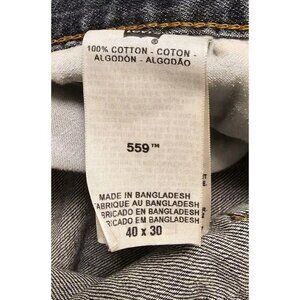 ®
100% COTTON - COTON -
ALGODÓN - ALGODÃO
559™
MADE IN BANGLADESH
FABRIQUE AU BANGLADESH
BRICADO EN BANGLADESH
BRICADO EM BANGLADESH
40 x 30